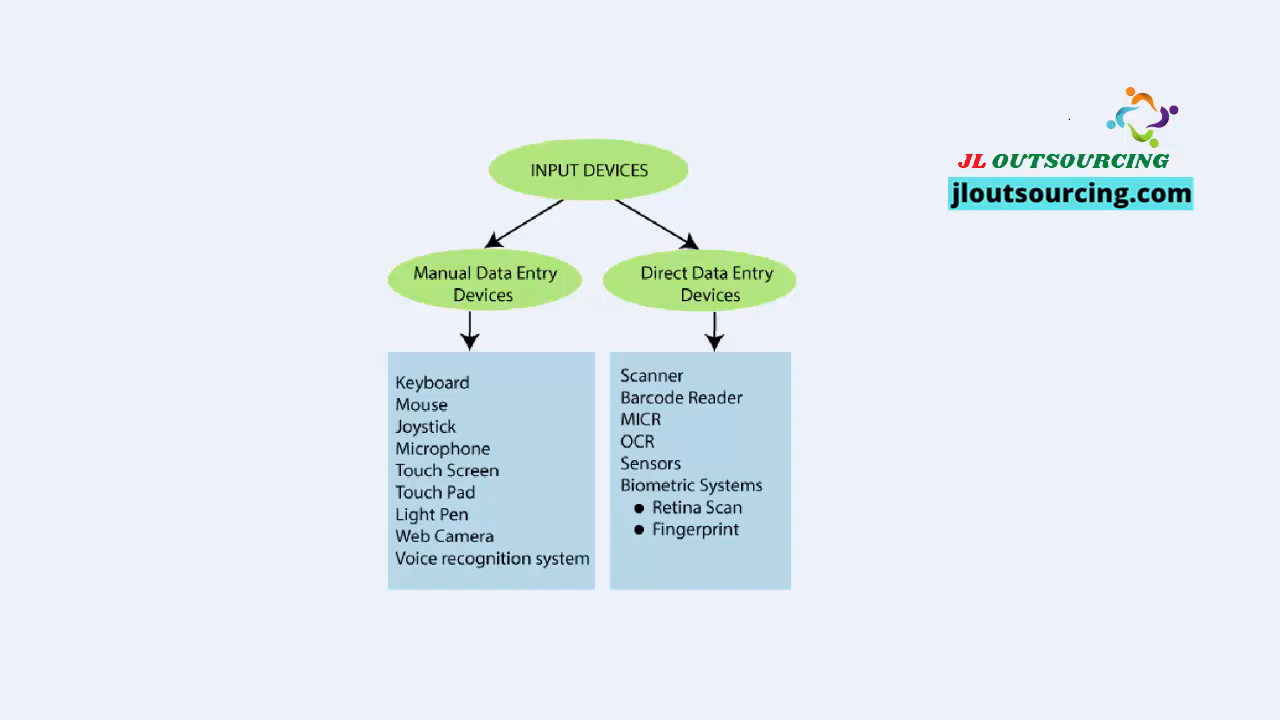 JL OUTSOURCING
jloutsourcing.com
INPUT DEVICES
Manual Data Entry
Devices
Direct Data Entry
Devices
Keyboard
Mouse
Joystick
Microphone
Touch Screen
Touch Pad
Light Pen
Web Camera
Voice recognition system
Scanner
Barcode Reader
MICR
OCR
Sensors
Biometric Systems
● Retina Scan
● Fingerprint